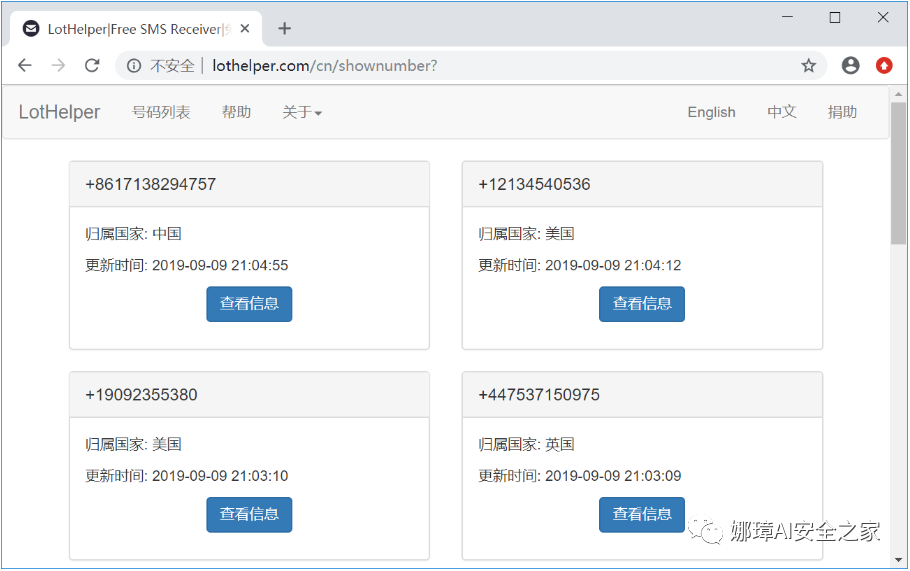 LotHelper|Free SMS Receiver|
不安全 | lothelper.com/cn/shownumber?
LotHelper 号码列表 帮助 关于 English 中文 捐助
+8617138294757
归属国家: 中国
更新时间: 2019-09-09 21:04:55
查看信息
+12134540536
归属国家: 美国
更新时间: 2019-09-09 21:04:12
查看信息
+19092355380
归属国家: 美国
更新时间: 2019-09-09 21:03:10
查看信息
+447537150975
归属国家: 英国
更新时间: 2019-09-09 21:03:09
查看信息
娜璋AI安全之家